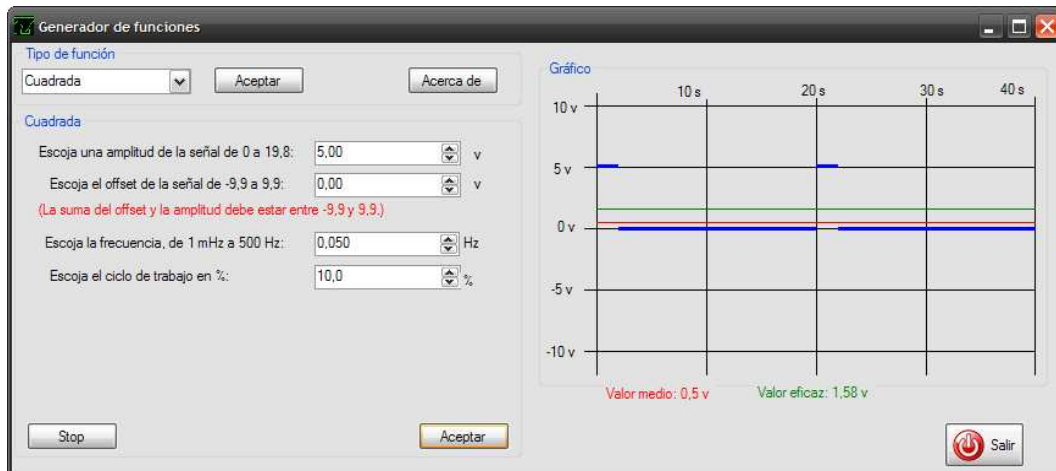 Generador de funciones
Tipo de función
Cuadrada
Aceptar
Acerca de
Cuadrada
Escoja una amplitud de la señal de 0 a 19,8:
5,00
v
Escoja el offset de la señal de -9,9 a 9,9:
0,00
v
(La suma del offset y la amplitud debe estar entre -9,9 y 9,9.)
Escoja la frecuencia, de 1 mHz a 500 Hz:
0,050
Hz
Escoja el ciclo de trabajo en %:
10,0
%
Stop
Aceptar
Gráfico
10 s
20 s
30 s
40 s
10 v
5 v
0 v
-5 v
-10 v
Valor medio: 0,5 v
Valor eficaz: 1,58 v
Salir